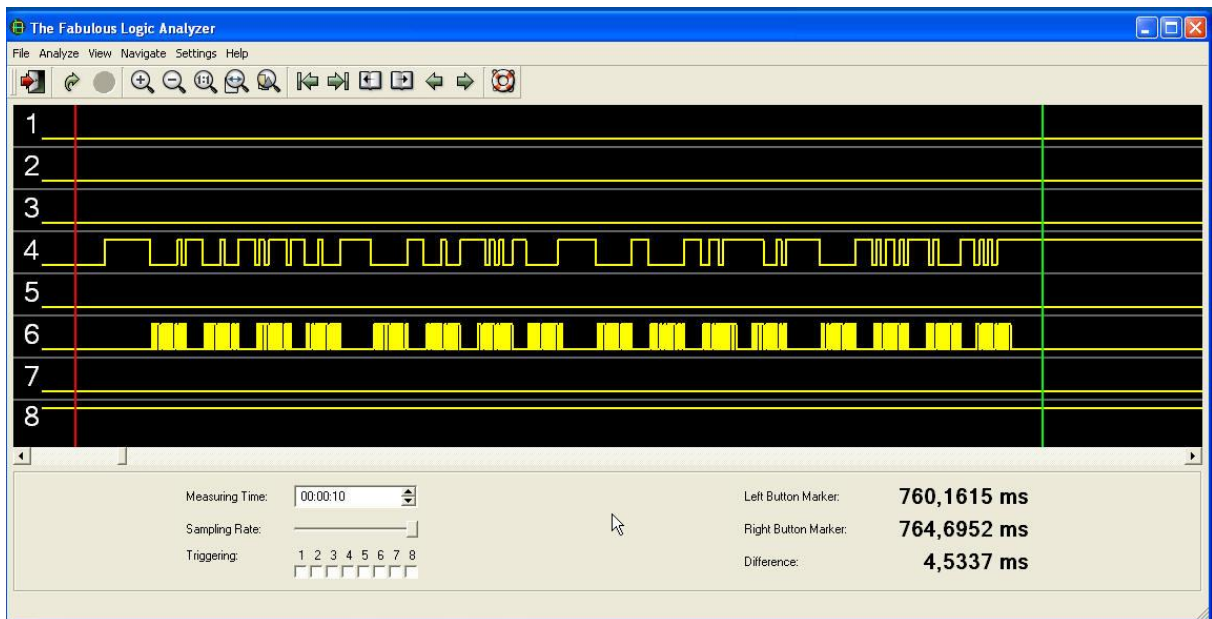 The Fabulous Logic Analyzer
File Analyze View Navigate Settings Help
1:1
1
2
3
4
5
6
7
8
Measuring Time: 00:00:10
Left Button Marker: 760,1615 ms
Sampling Rate:
Right Button Marker: 764,6952 ms
Triggering: 1 2 3 4 5 6 7 8
Difference: 4,5337 ms